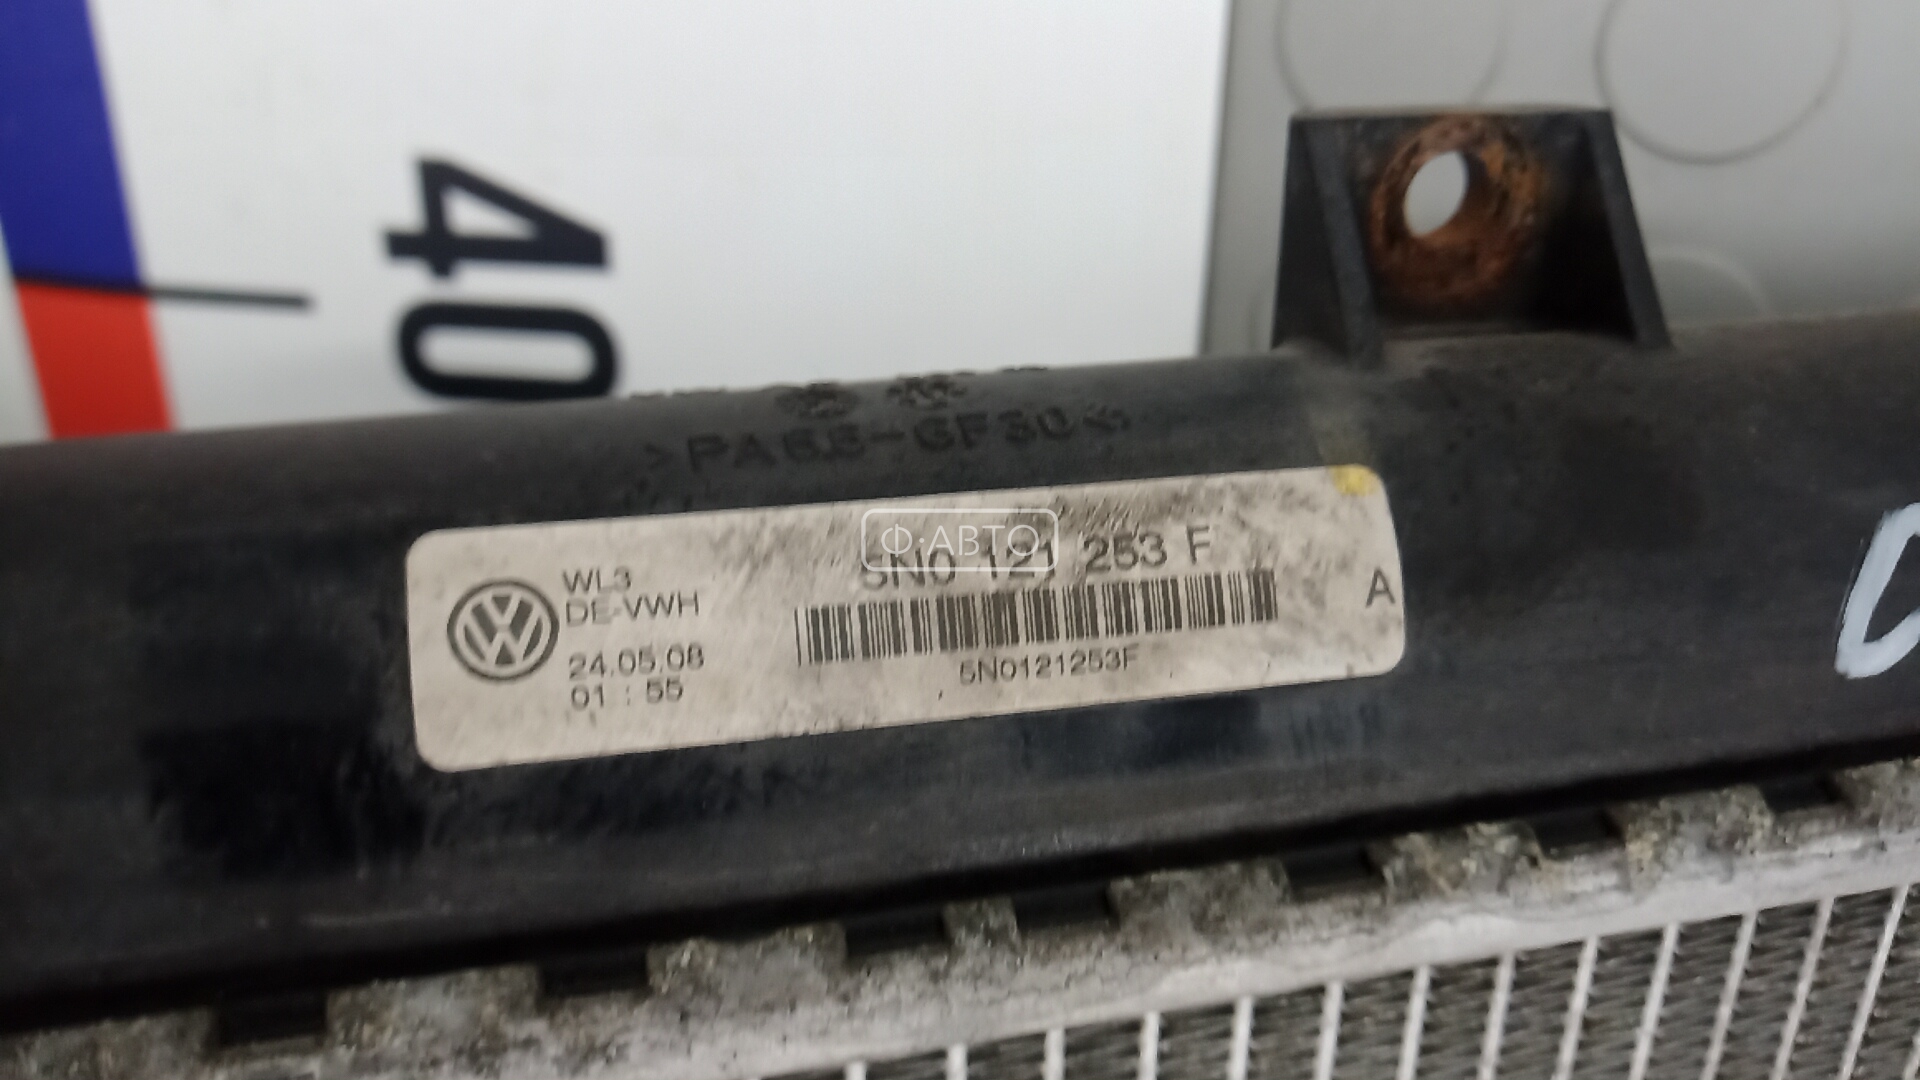 40
>PA66-GF30<
Ф·АВТО
5N0 121 253 F
WL3
DE-VWH
24.05.08
01 : 55
5N0121253F
A